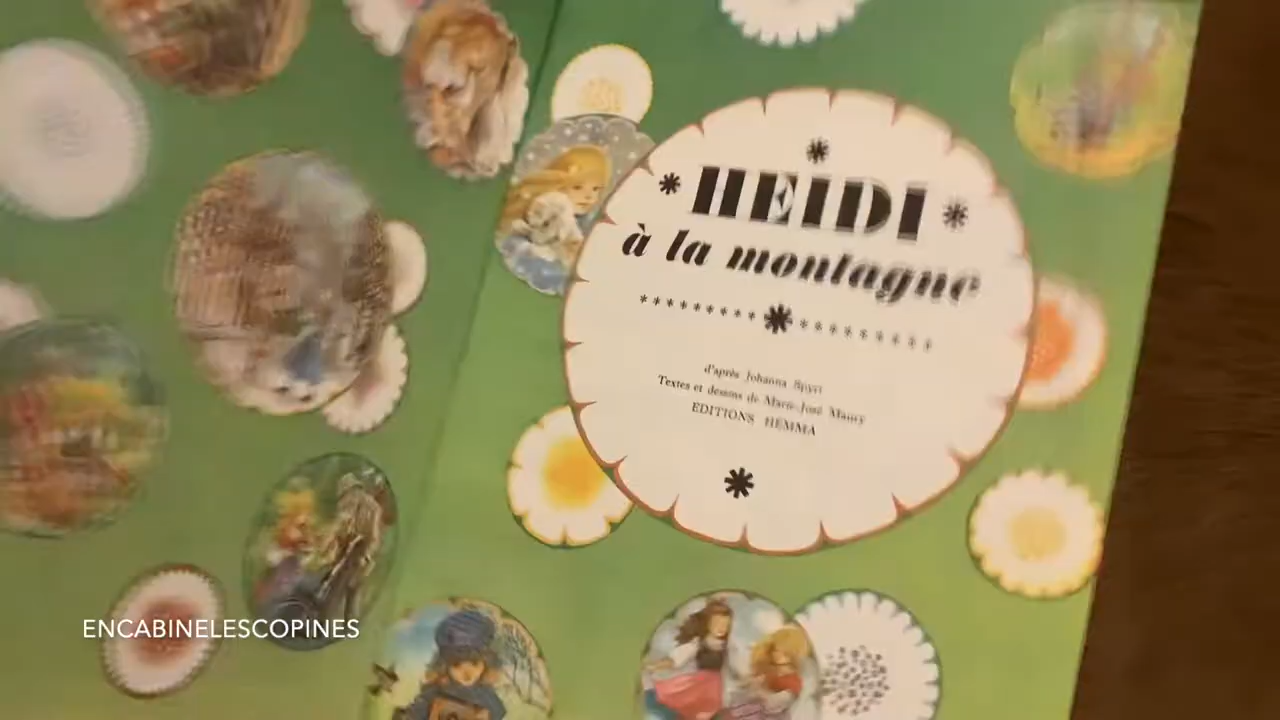 HEIDI
à la montagne
d'après Johanna Spyri
Textes et dessins de Marie-José Maury
EDITIONS HEMMA
ENCABINELESCOPINES